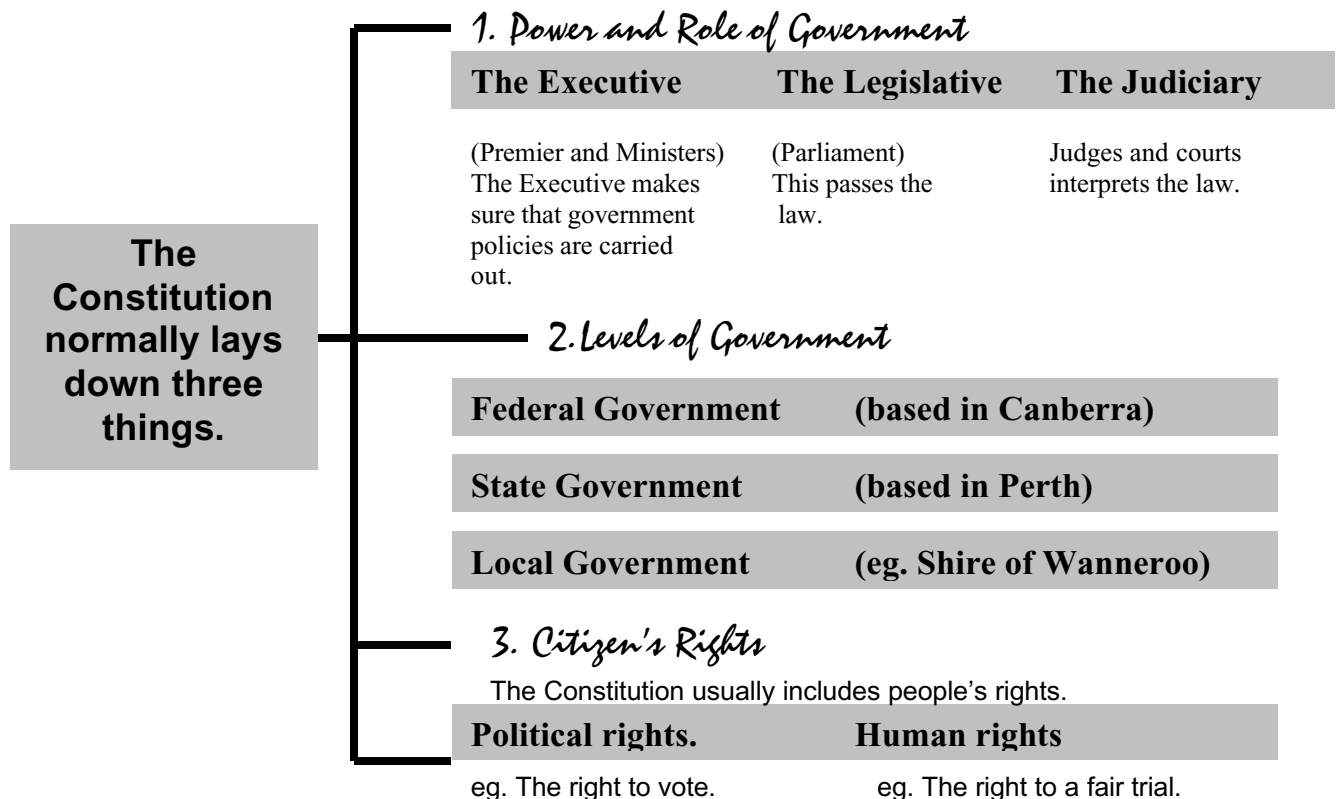 1. Power and Role of Government
The Executive The Legislative The Judiciary
(Premier and Ministers)
The Executive makes
sure that government
policies are carried
out.
(Parliament)
This passes the
law.
Judges and courts
interprets the law.
The
Constitution
normally lays
down three
things.
2. Levels of Government
Federal Government (based in Canberra)
State Government (based in Perth)
Local Government (eg. Shire of Wanneroo)
3. Citizen's Rights
The Constitution usually includes people’s rights.
Political rights. Human rights
eg. The right to vote. eg. The right to a fair trial.